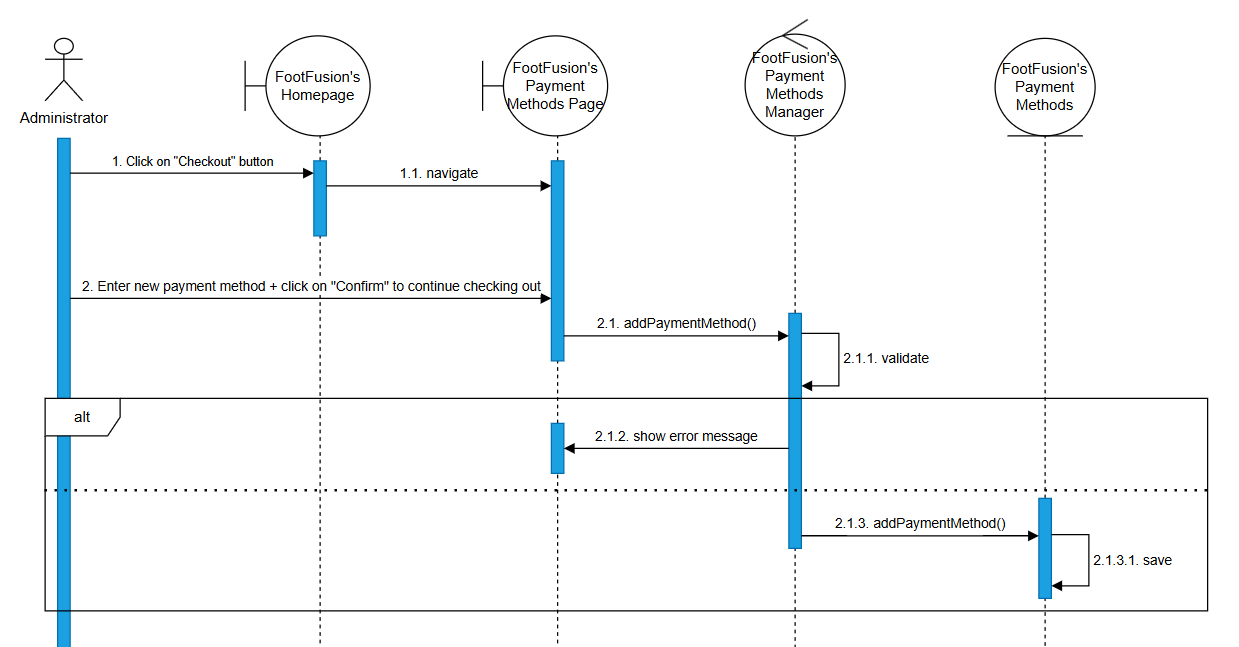 Administrator
FootFusion's
Homepage
FootFusion's
Payment
Methods Page
FootFusion's
Payment
Methods
Manager
FootFusion's
Payment
Methods
1. Click on "Checkout" button
1.1. navigate
2. Enter new payment method + click on "Confirm" to continue checking out
2.1. addPaymentMethod()
2.1.1. validate
alt
2.1.2. show error message
2.1.3. addPaymentMethod()
2.1.3.1. save